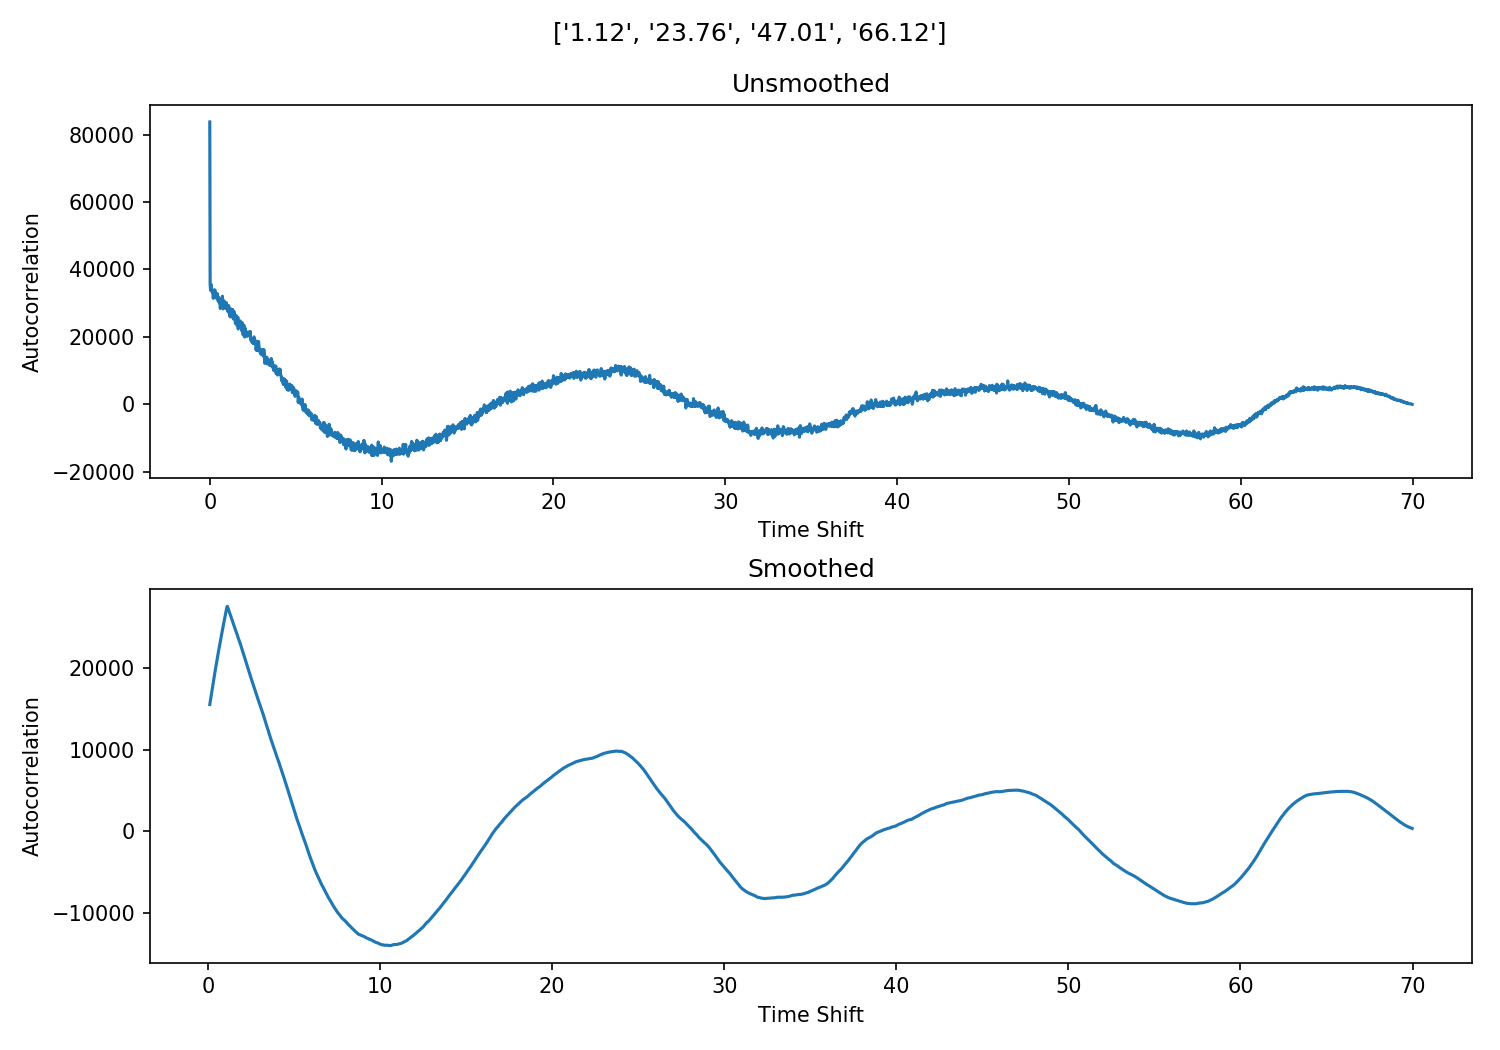 ['1.12', '23.76', '47.01', '66.12']
Unsmoothed
Autocorrelation
80000
60000
40000
20000
0
−20000
0 10 20 30 40 50 60 70
Time Shift
Smoothed
Autocorrelation
20000
10000
0
−10000
0 10 20 30 40 50 60 70
Time Shift